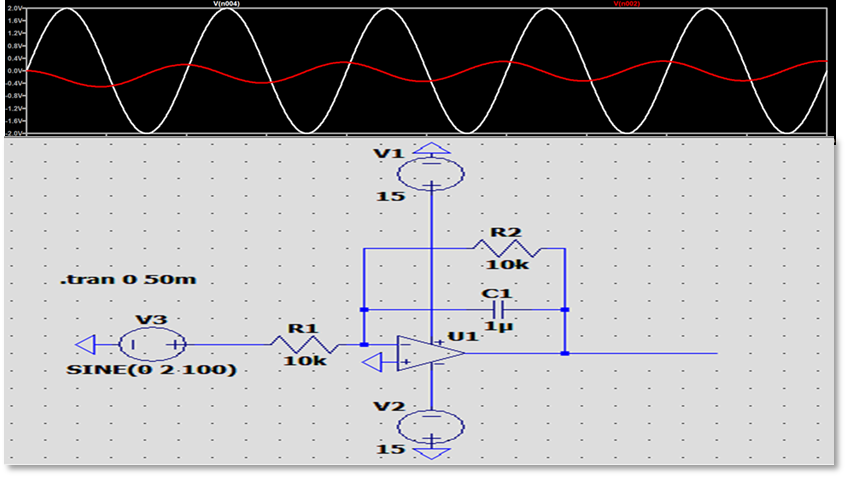 V(n004) V(n002)
2.0V
1.6V
1.2V
0.8V
0.4V
0.0V
-0.4V
-0.8V
-1.2V
-1.6V
-2.0V
V1
15
R2
10k
.tran 0 50m
C1
1µ
V3
R1
U1
10k
SINE(0 2 100)
V2
15